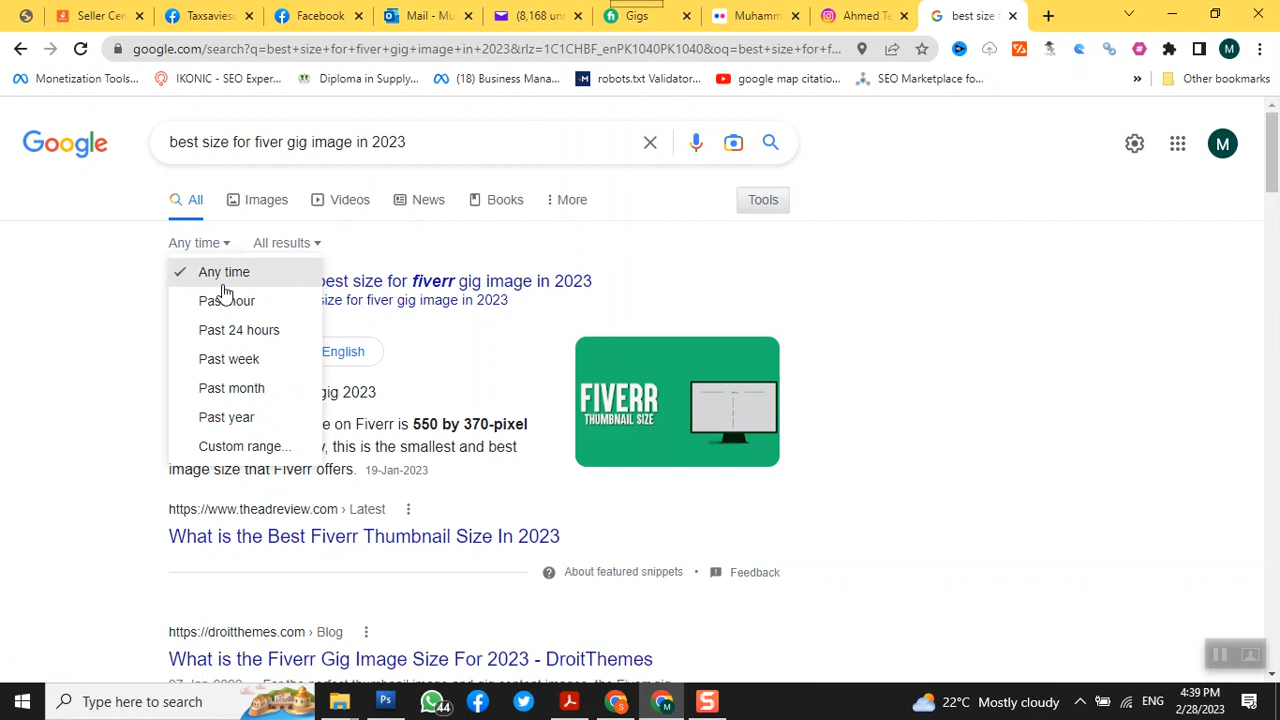 Seller Cen
Taxsavieso
Facebook
Mail - Mu
(8,168 un
Gigs
Muhamm
Ahmed Te
best size f
google.com/search?q=best+size+for+fiver+gig+image+in+2023&rlz=1C1CHBF_enPK1040PK1040&oq=best+size+for+f...
M
Monetization Tools...
IKONIC - SEO Exper...
Diploma in Supply...
(18) Business Mana...
robots.txt Validator...
google map citatio...
SEO Marketplace fo...
»
Other bookmarks
Google
best size for fiver gig image in 2023
M
All
Images
Videos
News
Books
More
Tools
Any time
All results
Any time
Past hour
Past 24 hours
Past week
Past month
Past year
Custom range...
best size for fiverr gig image in 2023
size for fiver gig image in 2023
English
gig 2023
e on Fiverr is 550 by 370-pixel
, this is the smallest and best
image size that Fiverr offers. 19-Jan-2023
FIVERR
THUMBNAIL SIZE
https://www.theadreview.com › Latest
What is the Best Fiverr Thumbnail Size In 2023
About featured snippets • Feedback
https://droitthemes.com › Blog
What is the Fiverr Gig Image Size For 2023 - DroitThemes
Type here to search
Ps
44
M
S
22°C Mostly cloudy
ENG
4:39 PM
2/28/2023